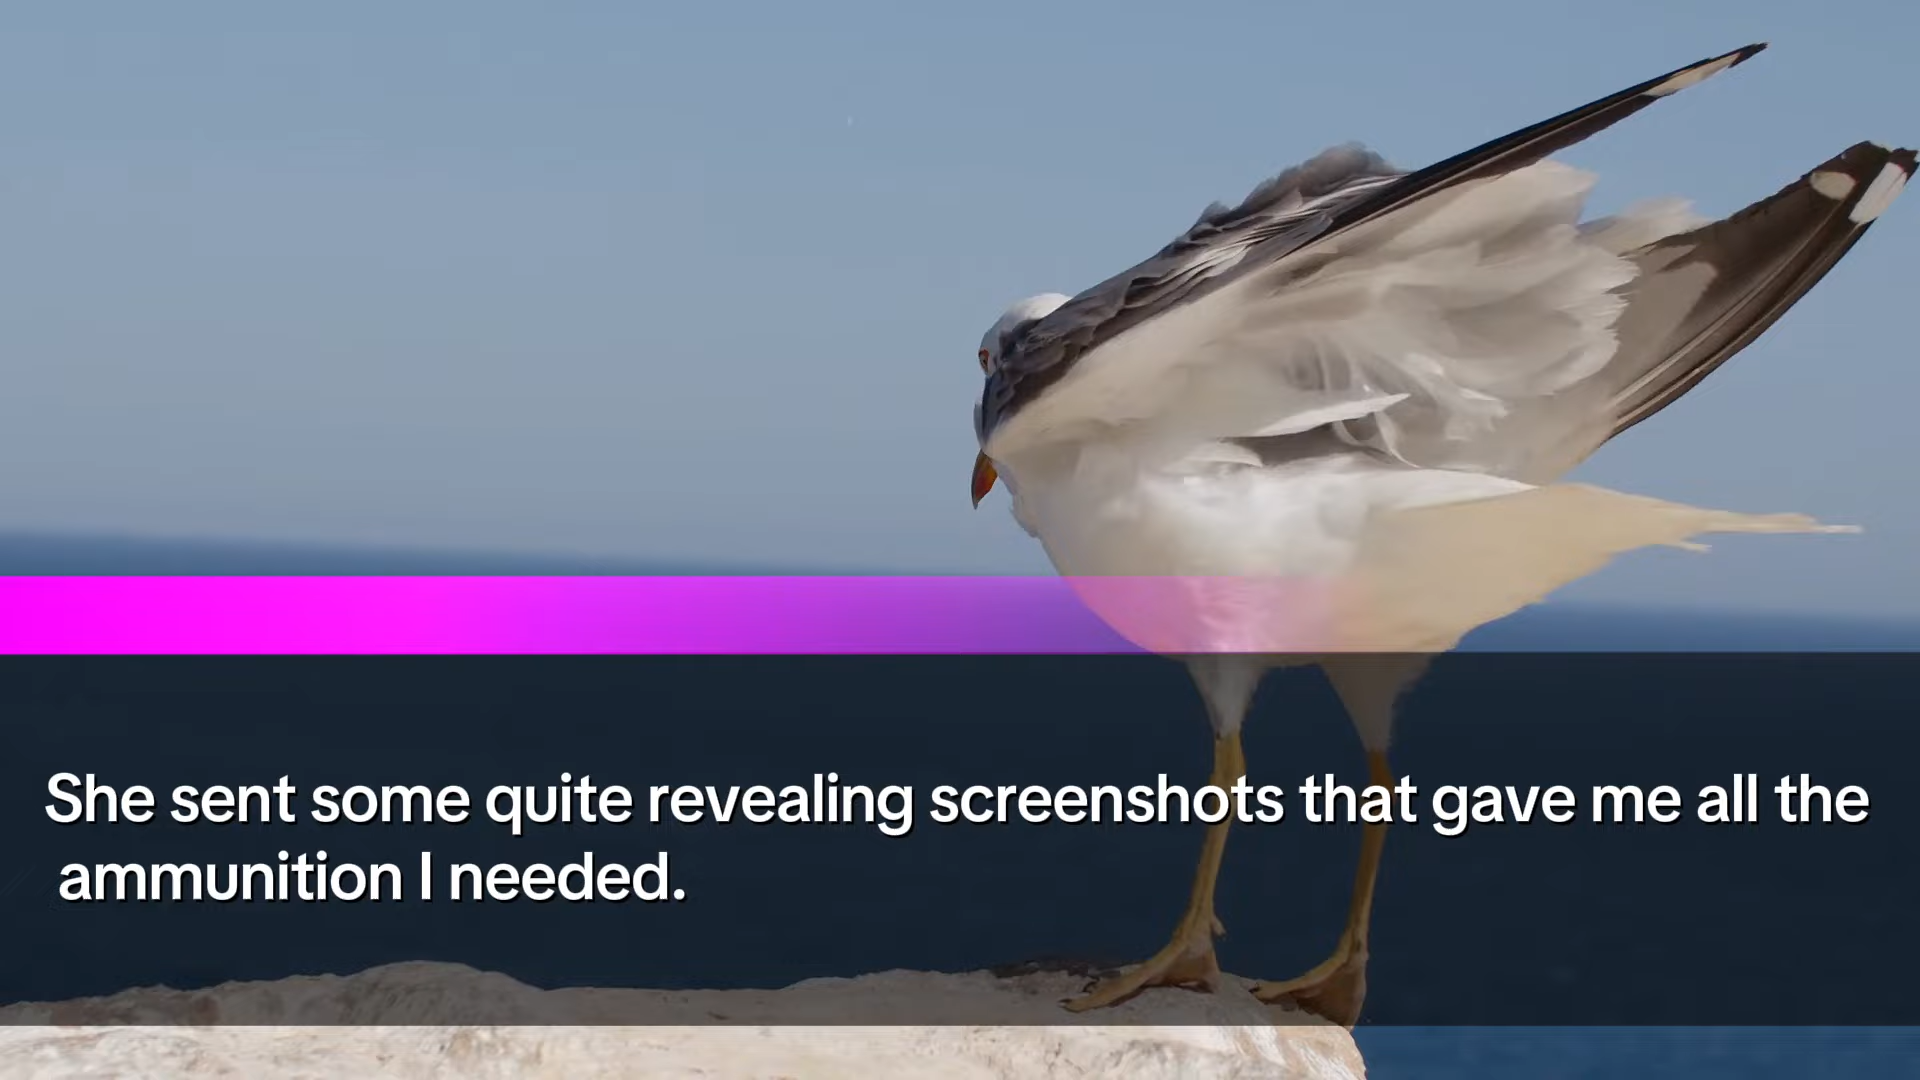 She sent some quite revealing screenshots that gave me all the
ammunition I needed.